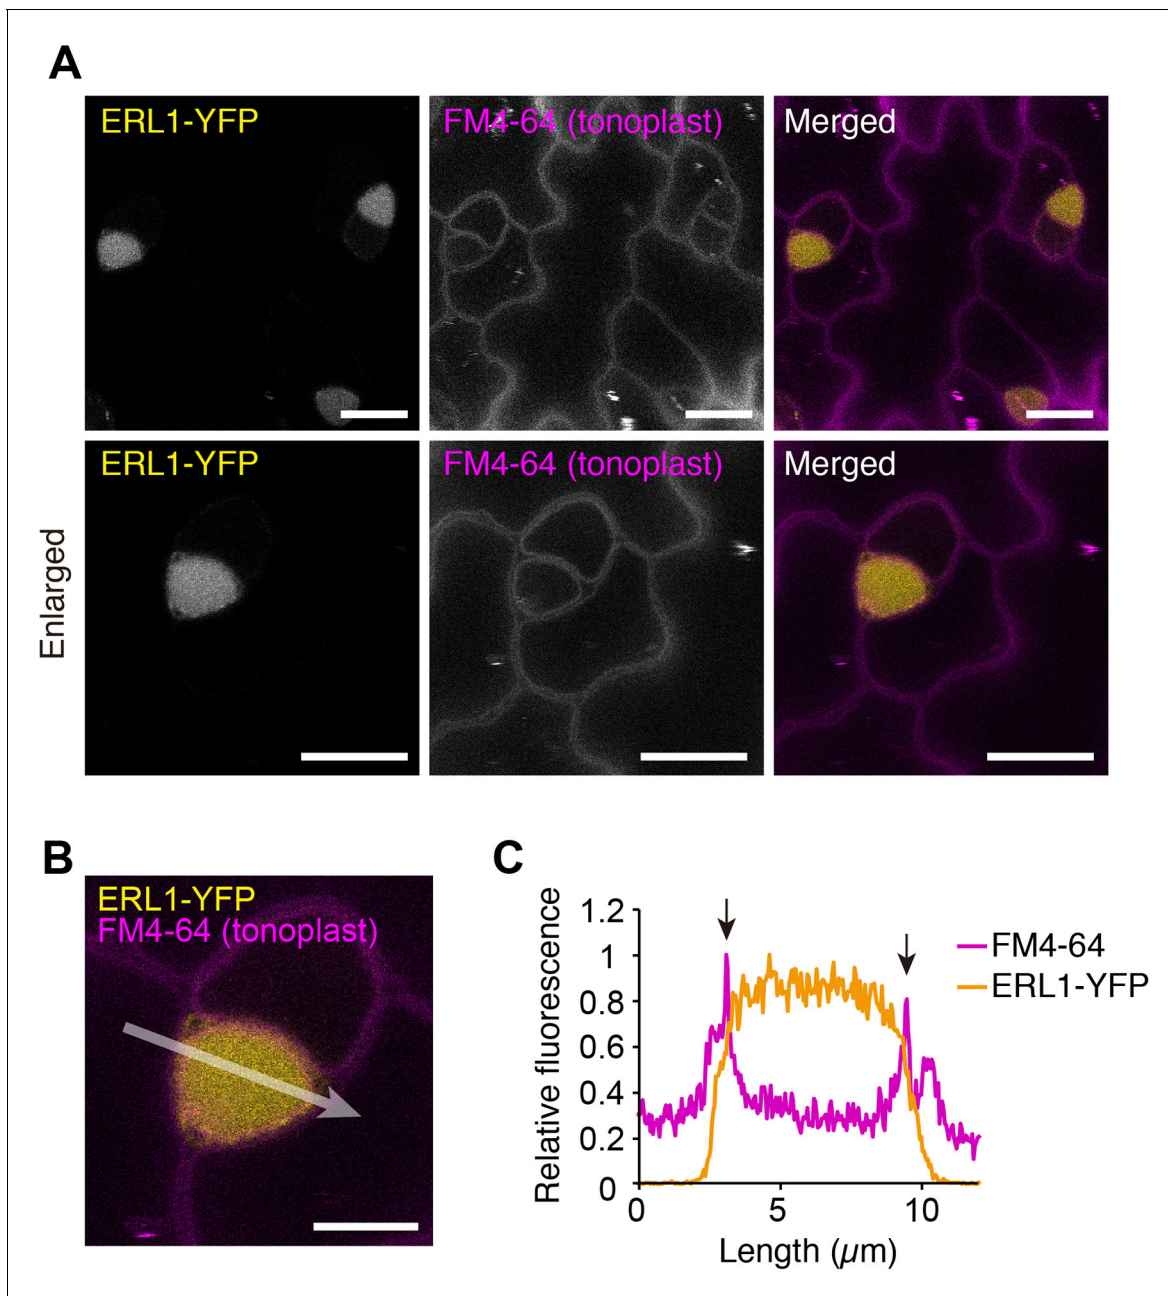 A
ERL1-YFP
FM4-64 (tonoplast)
Merged
Enlarged
ERL1-YFP
FM4-64 (tonoplast)
Merged
B
ERL1-YFP
FM4-64 (tonoplast)
C
Relative fluorescence
1.2
1
0.8
0.6
0.4
0.2
0
0 5 10
Length (µm)
FM4-64
ERL1-YFP